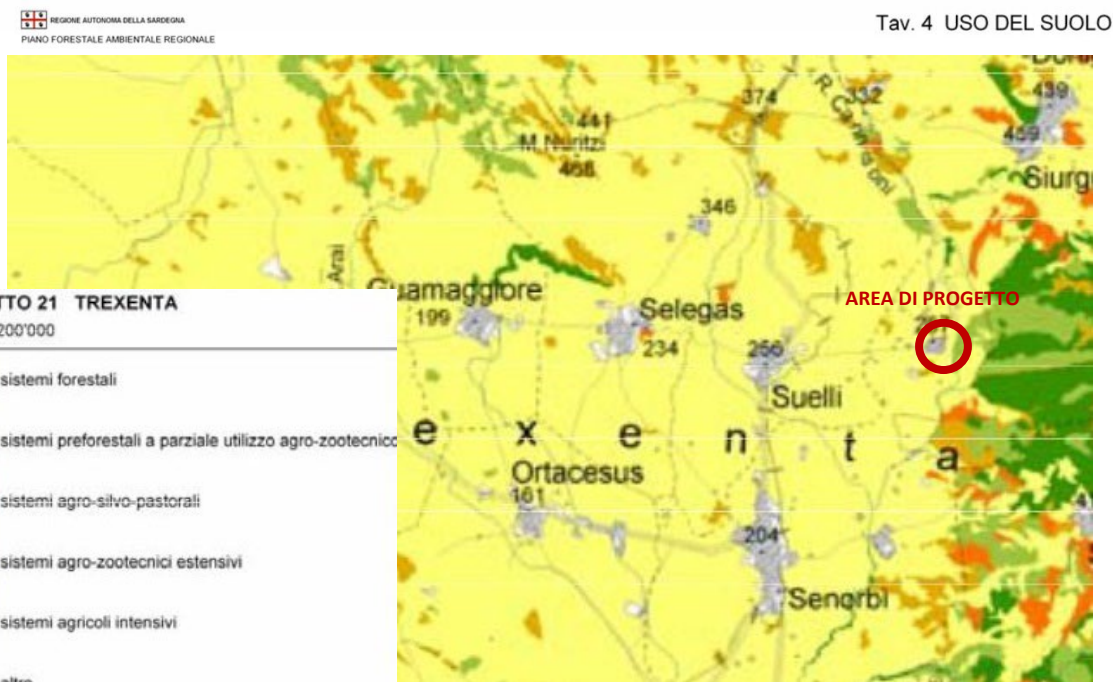 REGIONE AUTONOMA DELLA SARDEGNA
PIANO FORESTALE AMBIENTALE REGIONALE
Tav. 4 USO DEL SUOLO
374
332
439
441
M.Nuritzi
468
459
Siurg
346
Arai
Guamaggiore
199
Selegas
234
AREA DI PROGETTO
256
Suelli
TTO 21 TREXENTA
200'000
sistemi forestali
sistemi preforestali a parziale utilizzo agro-zootecnico
sistemi agro-silvo-pastorali
sistemi agro-zootecnici estensivi
sistemi agricoli intensivi
altro
e x e n t a
Ortacesus
161
204
Senorbì